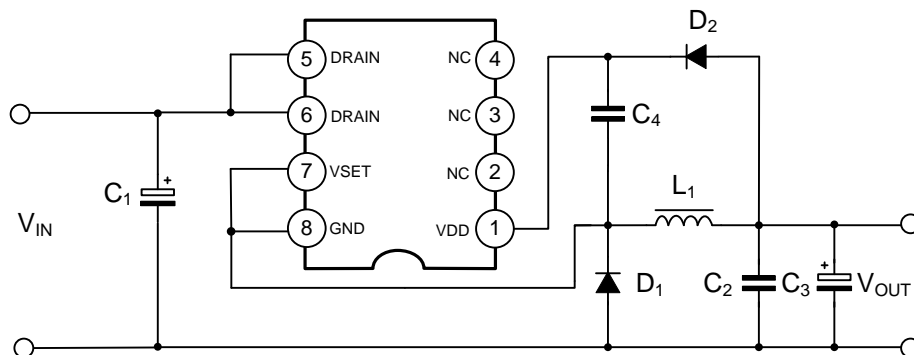 D2
5 DRAIN NC 4
6 DRAIN NC 3
C4
7 VSET NC 2
C1
L1
VIN
8 GND VDD 1
D1 C2 C3 VOUT
+
+